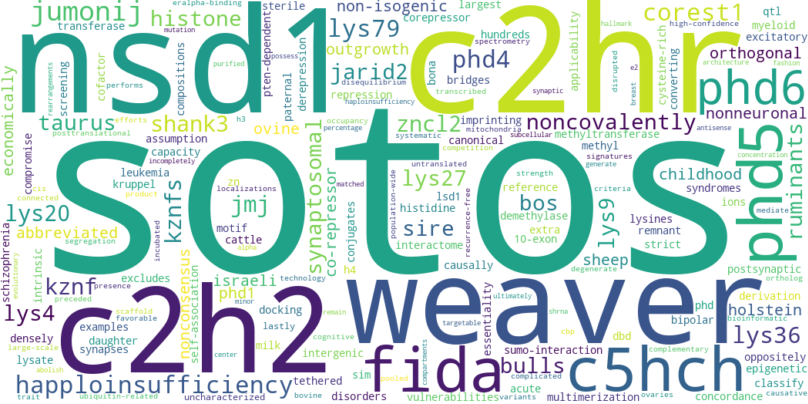 jumonij
histone
transferase
eralpha-binding
sterile
mutation
non-isogenic
corepressor
largest
corest1
qtl
myeloid
high-confidence
excitatory
nsd1
c2hr
lys79
outgrowth
hundreds
spectrometry
phd4
bridges
jarid2
bona
possess
repression
transcribed
synaptic
orthogonal
architecture
fashion
phd6
nonneuronal
economically
rearrangements
screening
cofactor
compositions
performs
purified
pten-dependent
paternal
derepression
disequilibrium
haploinsufficiency
applicability
disrupted
breast
e2
cysteine-rich
converting
taurus
posttranslational
shank3
effects
h3
ovine
imprinting
occupancy
percentage
mitochondria
subcellular
zncl2
noncovalently
methyltransferase
antisense
compromise
assumption
capacity
leukemia
kruppel
incompletely
sotos
kznfs
zn
localizations
jmj
motif
cattle
alpha
synaptosomal
co-repressor
matched
population-wide
recurrence-free
systematic
competition
untranslated
canonical
lys27
lsd1
histidine
sire
interactome
conjugates
causally
methyl
signatures
generate
strength
reference
bos
demethylase
extra
10-exon
criteria
strict
degenerate
childhood
syndromes
lysines
remnant
ions
lys9
sheep
phd5
concentration
connected
mediate
ruminants
lys20
abbreviated
segregation
cis
product
incubated
schizophrenia
intrinsic
evolutionary
excludes
preceded
presence
kznf
lys4
densely
large-scale
abolish
examples
daughter
synapses
c2h2
nonconsensus
self-association
israeli
technology
phd1
minor
scaffold
favorable
lastly
docking
milk
h4
remain
cognitive
intergenic
shrna
ultimately
targetable
weaver
essentiality
cbp
dbd
bioinformatic
bipolar
phd
postsynaptic
ortholog
derivation
holstein
lys36
lysate
center
sim
tethered
disorders
pooled
compartments
fida
bulls
acute
sumo-interaction
complementary
oppositely
epigenetic
classify
causative
c5hch
happloinsufficiency
trait
ubiquitin-related
uncharacterized
bovine
vulnerabilities
variants
complicated
multimerization
ovaries
concordance
hallmark